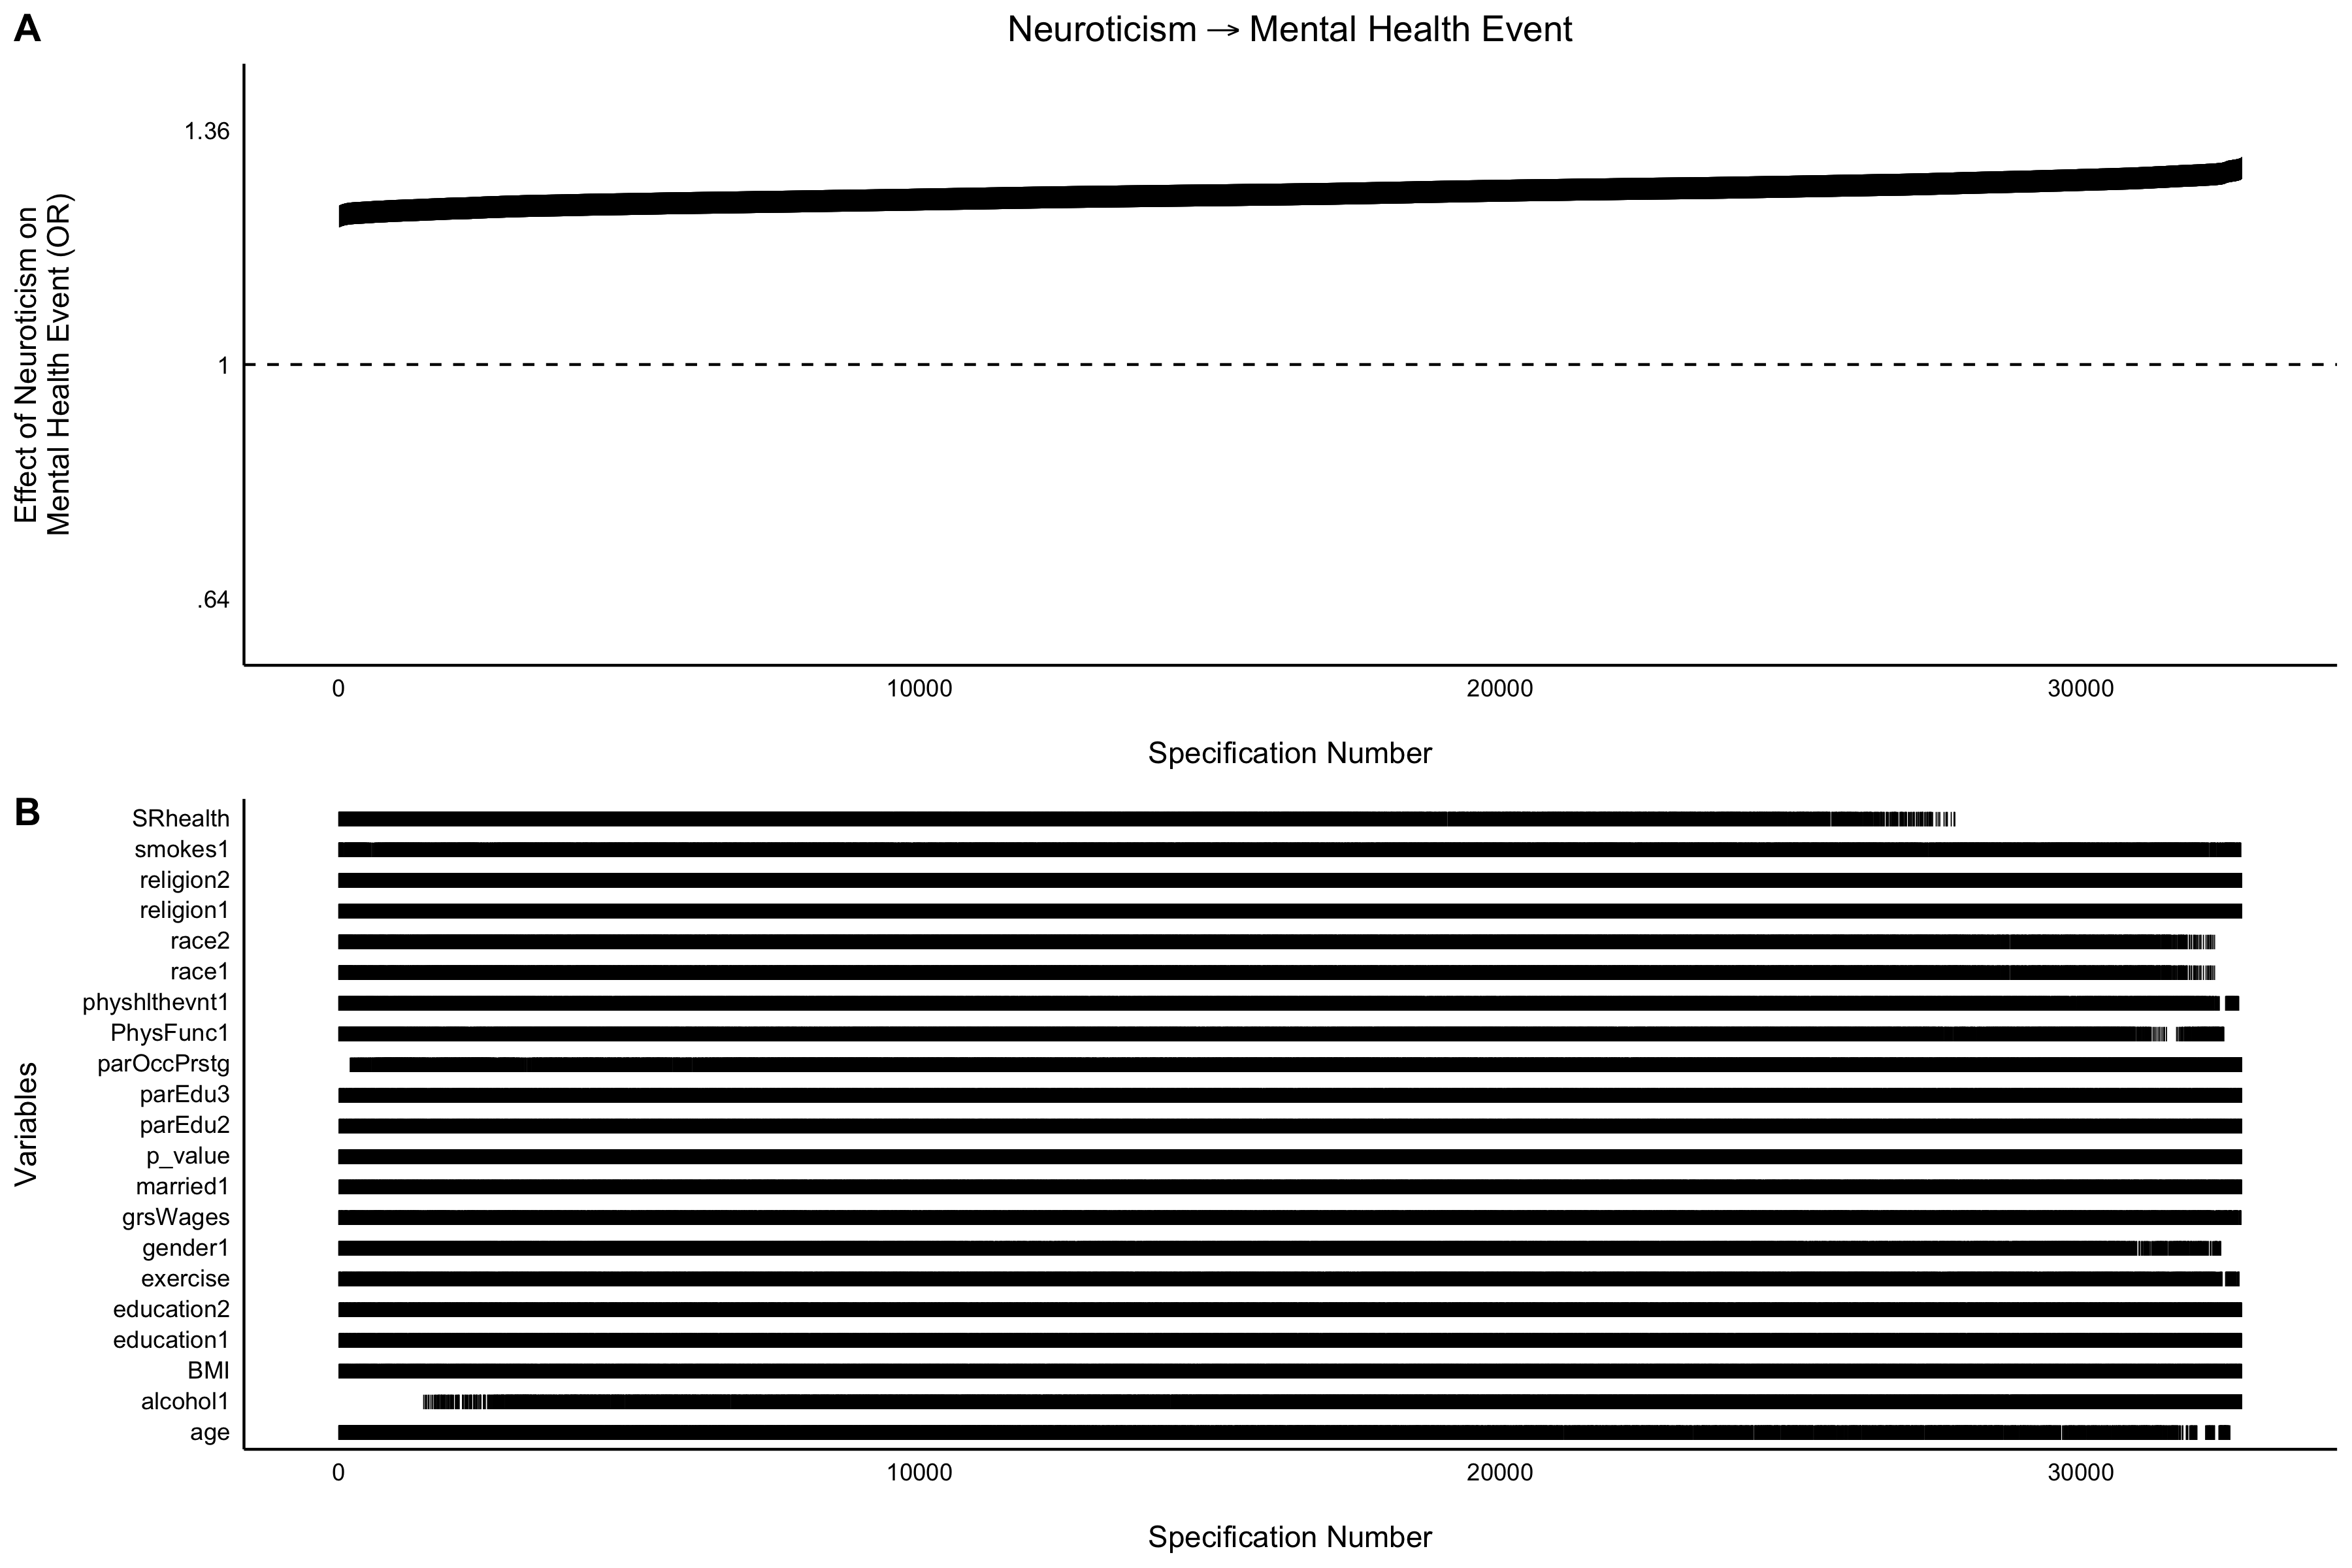 A
Neuroticism → Mental Health Event
Effect of Neuroticism on
Mental Health Event (OR)
1.36
1
.64
0 10000 20000 30000
Specification Number
B
Variables
SRhealth
smokes1
religion2
religion1
race2
race1
physhlthevnt1
PhysFunc1
parOccPrstg
parEdu3
parEdu2
p_value
married1
grsWages
gender1
exercise
education2
education1
BMI
alcohol1
age
0 10000 20000 30000
Specification Number